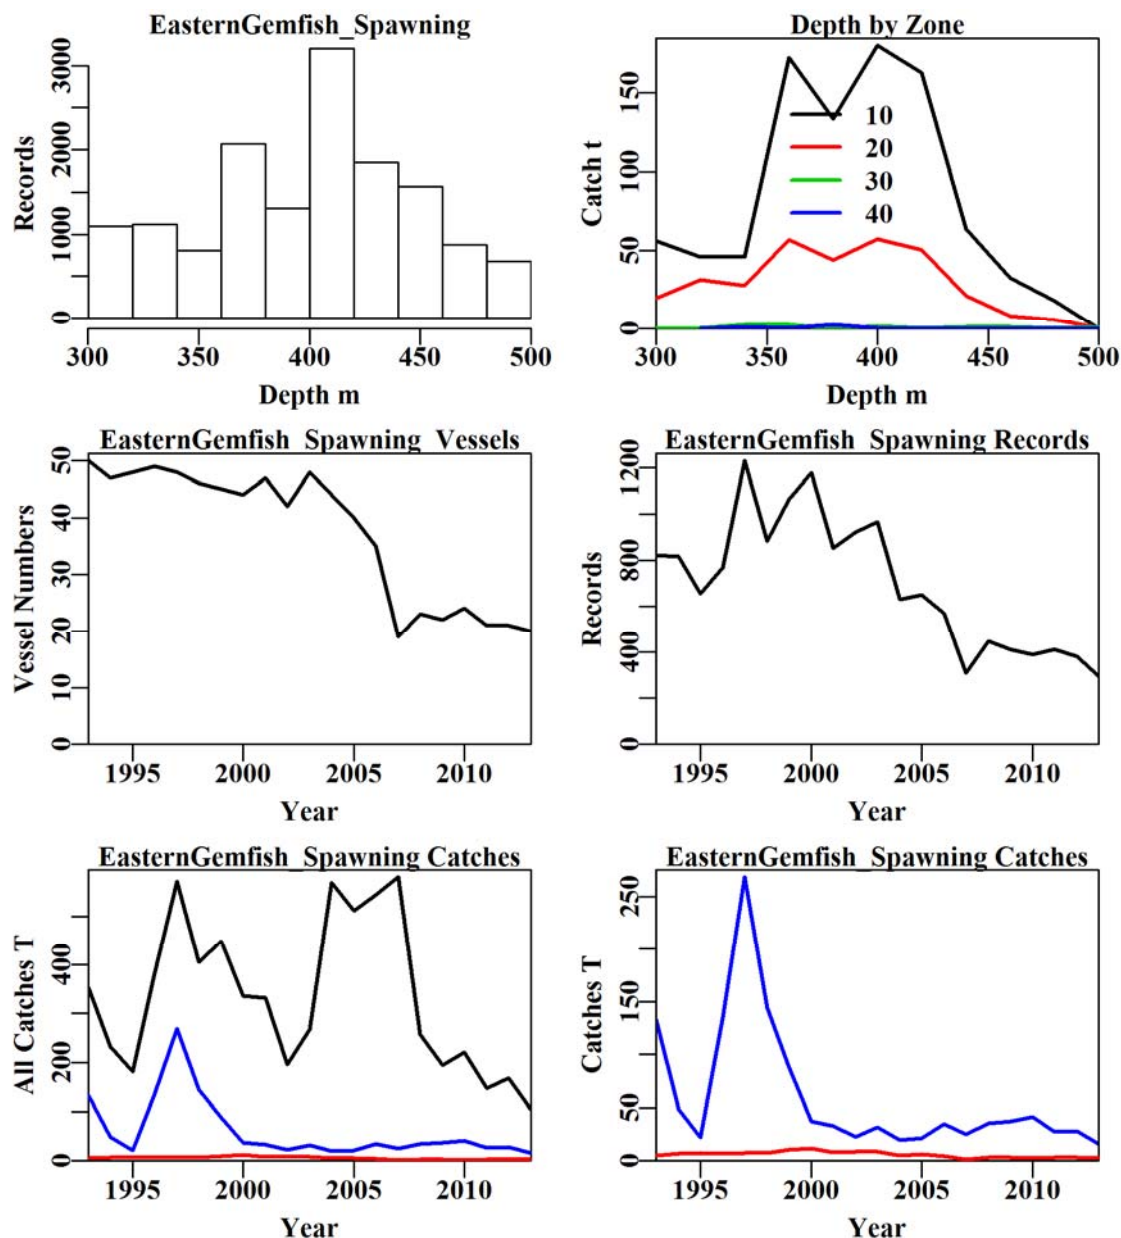 EasternGemfish_Spawning
Records
0 1000 2000 3000
300 350 400 450 500
Depth m
Depth by Zone
Catch t
0 50 100 150
10
20
30
40
300 350 400 450 500
Depth m
EasternGemfish_Spawning_Vessels
Vessel Numbers
0 10 20 30 40 50
1995 2000 2005 2010
Year
EasternGemfish_Spawning Records
Records
0 400 800 1200
1995 2000 2005 2010
Year
EasternGemfish_Spawning Catches
All Catches T
0 200 400
1995 2000 2005 2010
Year
EasternGemfish_Spawning Catches
Catches T
0 50 150 250
1995 2000 2005 2010
Year